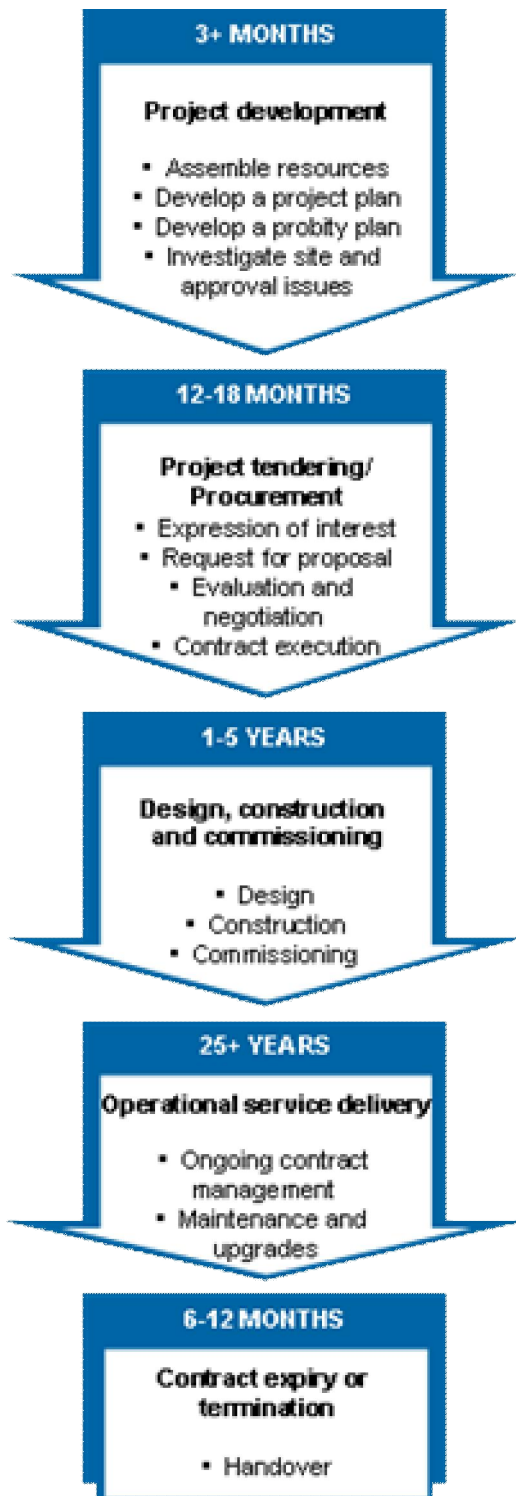 3+ MONTHS
Project development
▪ Assemble resources
▪ Develop a project plan
▪ Develop a probity plan
▪ Investigate site and
approval issues
12-18 MONTHS
Project tendering/
Procurement
▪ Expression of interest
▪ Request for proposal
▪ Evaluation and
negotiation
▪ Contract execution
1-5 YEARS
Design, construction
and commissioning
▪ Design
▪ Construction
▪ Commissioning
25+ YEARS
Operational service delivery
▪ Ongoing contract
management
▪ Maintenance and
upgrades
6-12 MONTHS
Contract expiry or
termination
▪ Handover